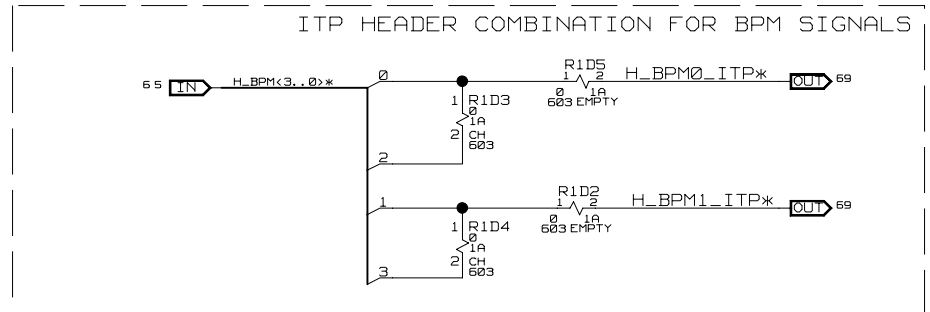 ITP HEADER COMBINATION FOR BPM SIGNALS
65 IN H_BPM<3..0>*
0
R1D5
1 2
0 1A
603 EMPTY
H_BPM0_ITP*
OUT 69
1 R1D3
0
1A
2 CH
603
2
1
R1D2
1 2
0 1A
603 EMPTY
H_BPM1_ITP*
OUT 69
1 R1D4
0
1A
2 CH
603
3